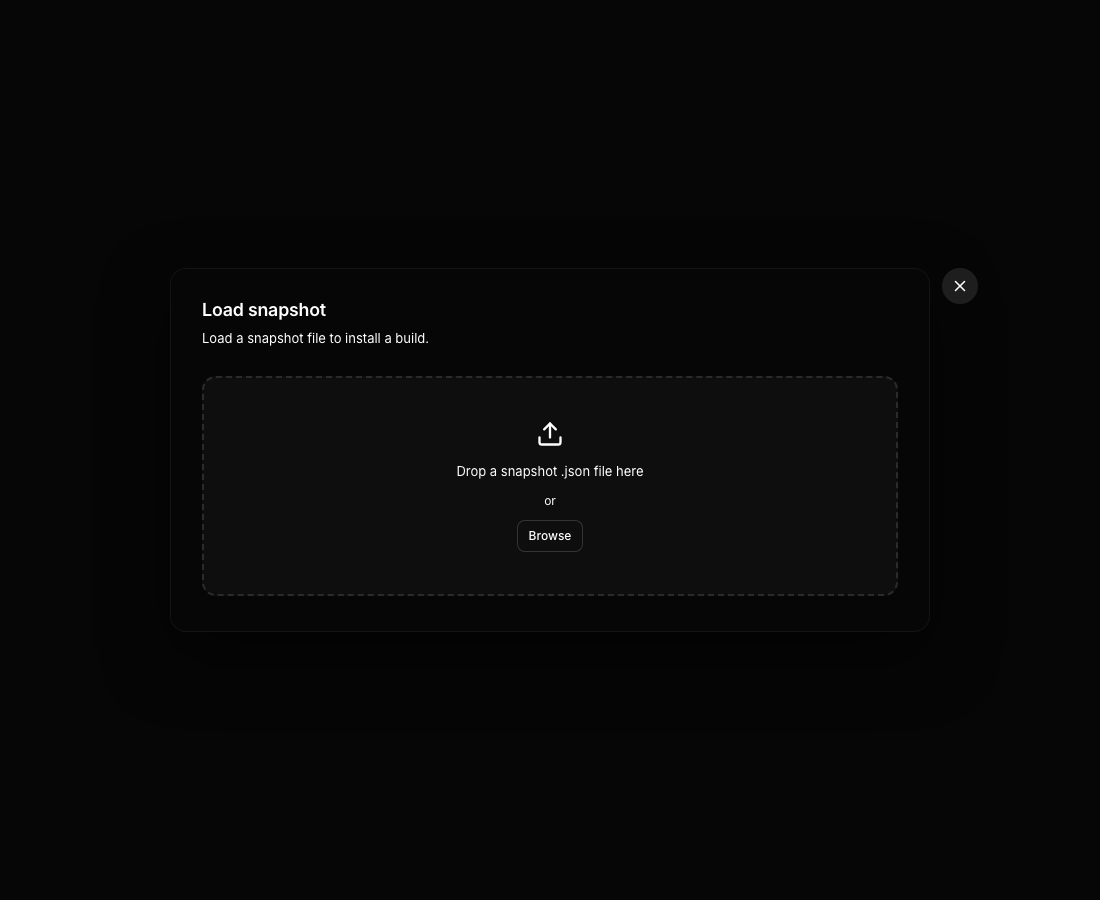 Load snapshot
Load a snapshot file to install a build.
Drop a snapshot .json file here
or
Browse